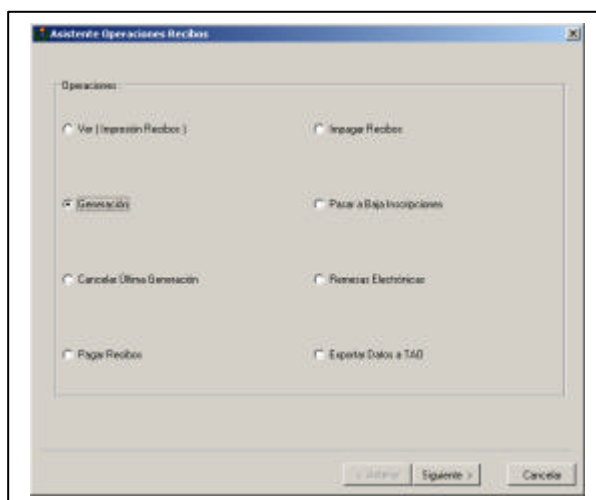 Asistente Operaciones Recibos
Operaciones
Ver ( Impresión Recibos )
Impagar Recibos
Generación
Pasar a Baja Inscripciones
Cancelar Última Generación
Remesas Electrónicas
Pagar Recibos
Exportar Datos a TAO
< Anterior
Siguiente >
Cancelar